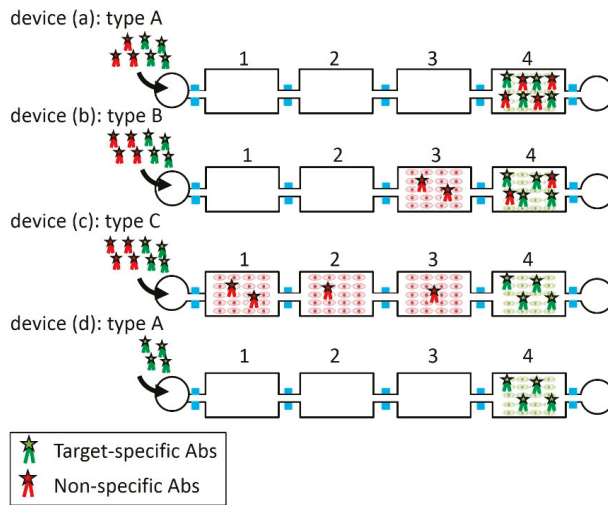 device (a): type A
1 2 3 4
device (b): type B
1 2 3 4
device (c): type C
1 2 3 4
device (d): type A
1 2 3 4
Target-specific Abs
Non-specific Abs